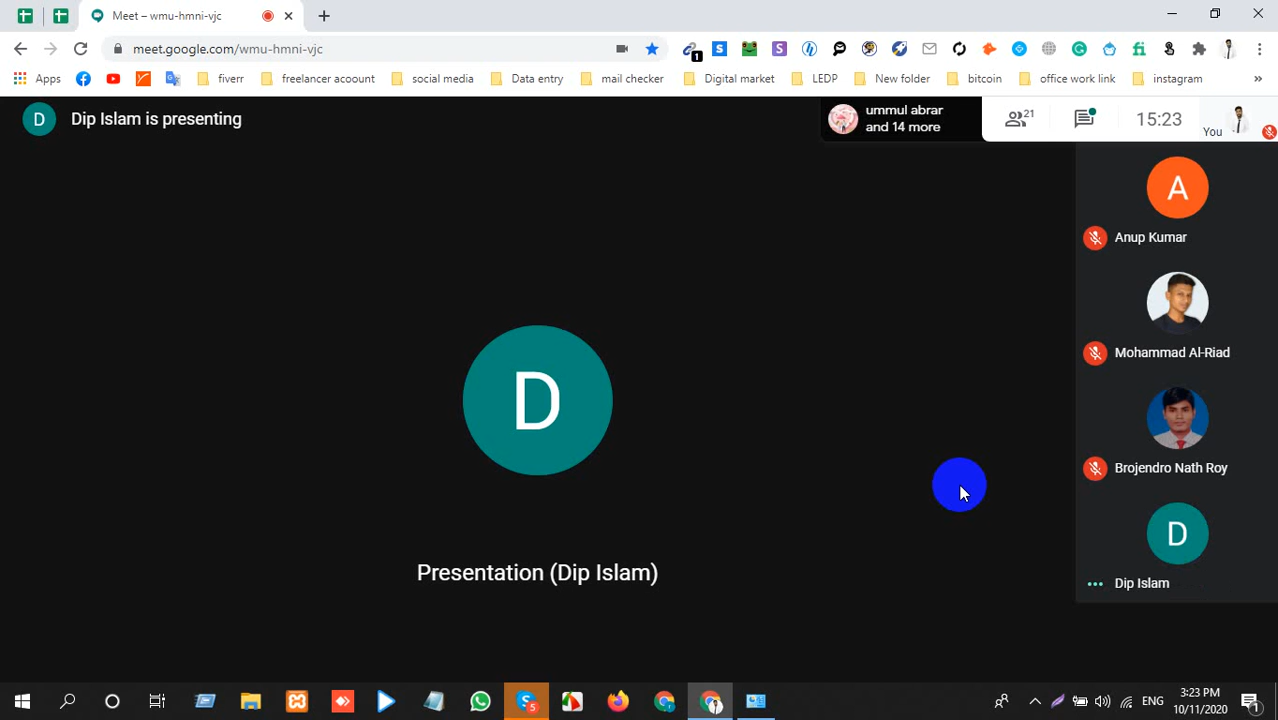 Meet – wmu-hmni-vjc
meet.google.com/wmu-hmni-vjc
1
Apps
fiverr
freelancer acoount
social media
Data entry
mail checker
Digital market
LEDP
New folder
bitcoin
office work link
instagram
»
D
Dip Islam is presenting
ummul abrar
and 14 more
21
15:23
You
A
Anup Kumar
Mohammad Al-Riad
Brojendro Nath Roy
D
Dip Islam
D
Presentation (Dip Islam)
S
5
ENG
3:23 PM
10/11/2020
1